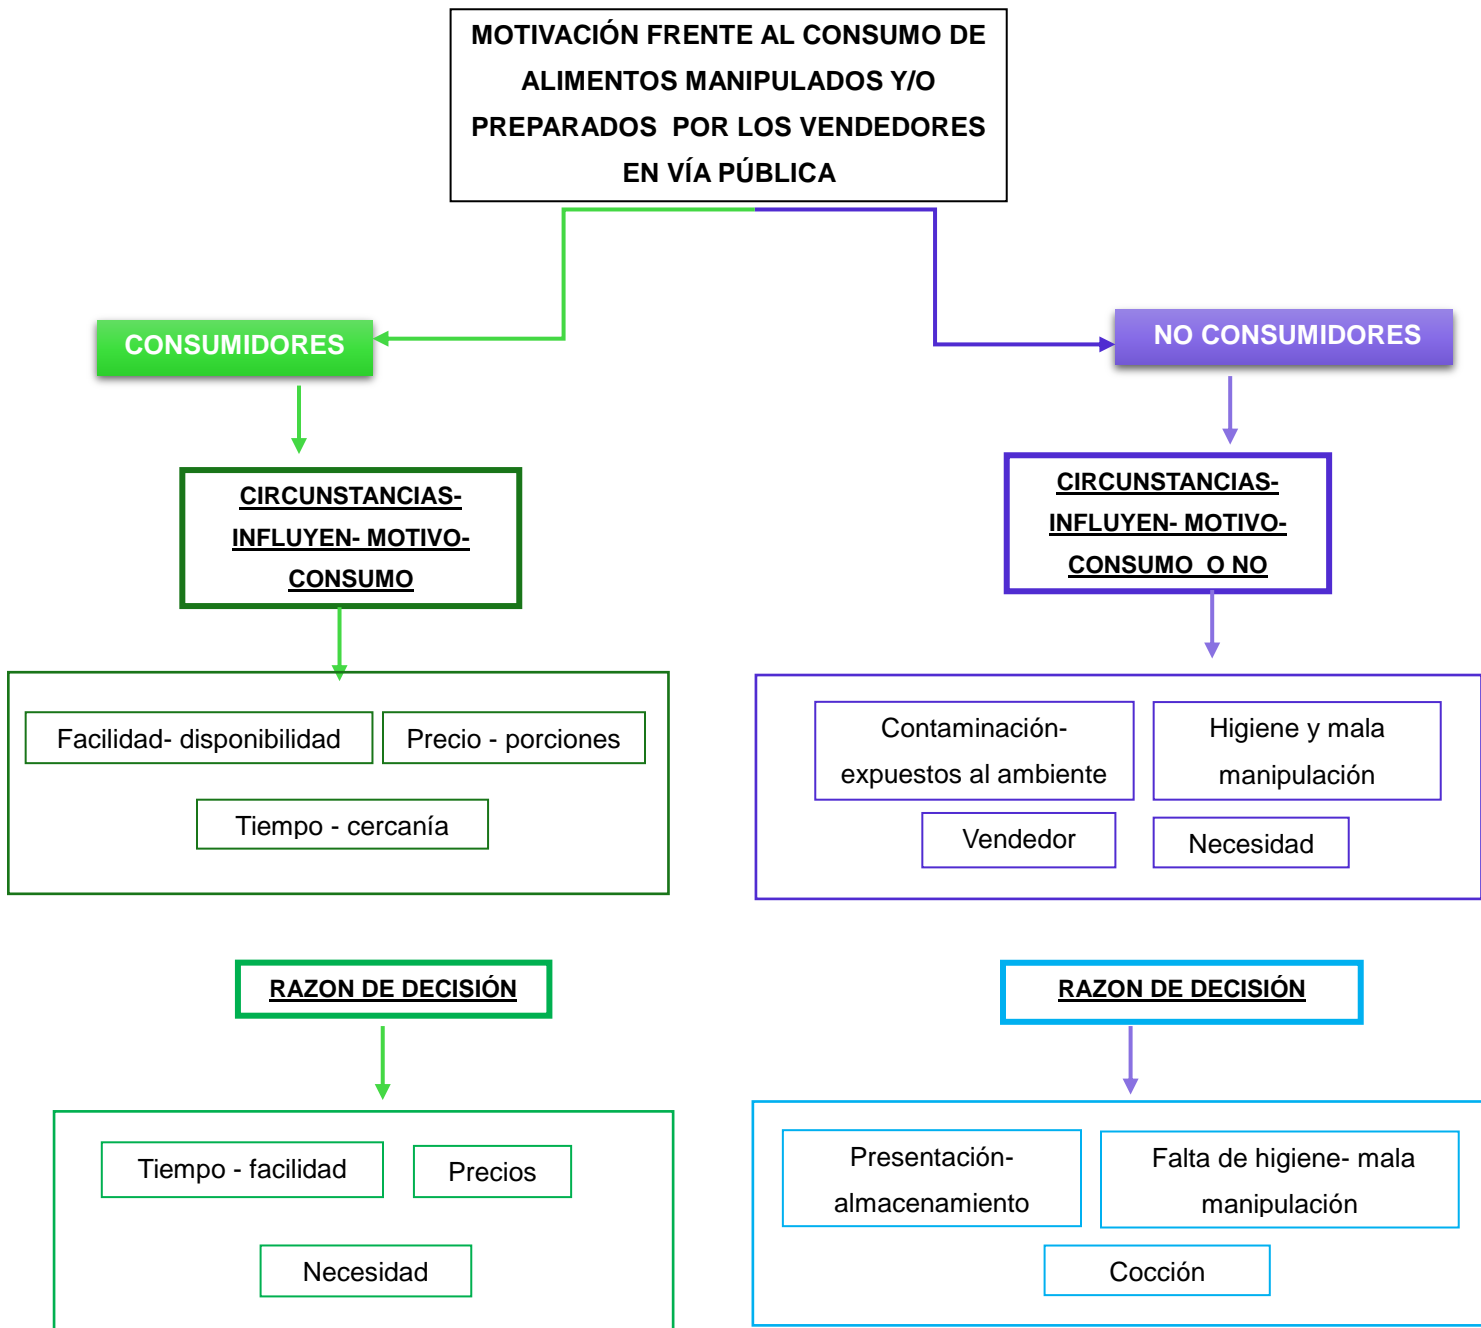 MOTIVACIÓN FRENTE AL CONSUMO DE
ALIMENTOS MANIPULADOS Y/O
PREPARADOS POR LOS VENDEDORES
EN VÍA PÚBLICA
CONSUMIDORES
NO CONSUMIDORES
CIRCUNSTANCIAS-
INFLUYEN- MOTIVO-
CONSUMO
CIRCUNSTANCIAS-
INFLUYEN- MOTIVO-
CONSUMO O NO
Facilidad- disponibilidad
Precio - porciones
Tiempo - cercanía
Contaminación-
expuestos al ambiente
Higiene y mala
manipulación
Vendedor
Necesidad
RAZON DE DECISIÓN
RAZON DE DECISIÓN
Tiempo - facilidad
Precios
Necesidad
Presentación-
almacenamiento
Falta de higiene- mala
manipulación
Cocción